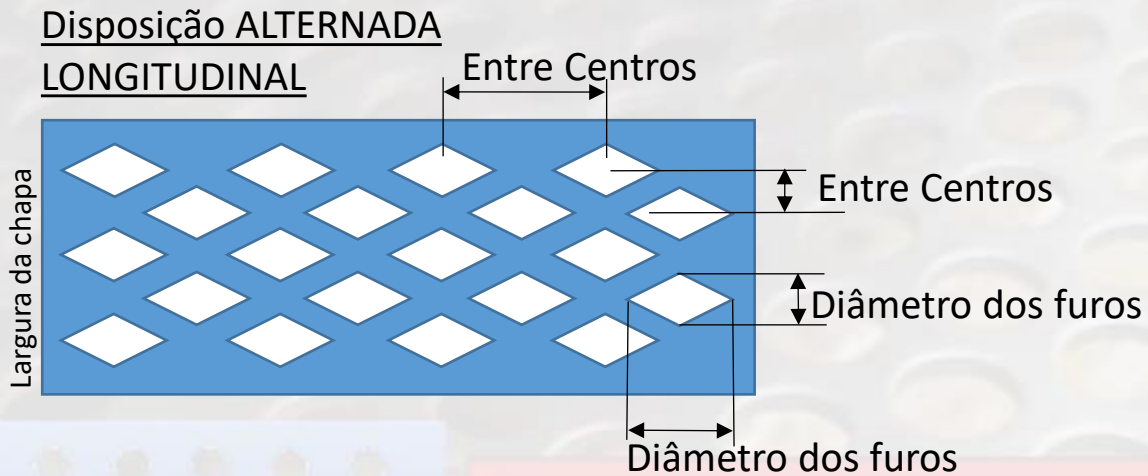 Disposição ALTERNADA
LONGITUDINAL
Entre Centros
Entre Centros
Largura da chapa
Diâmetro dos furos
Diâmetro dos furos